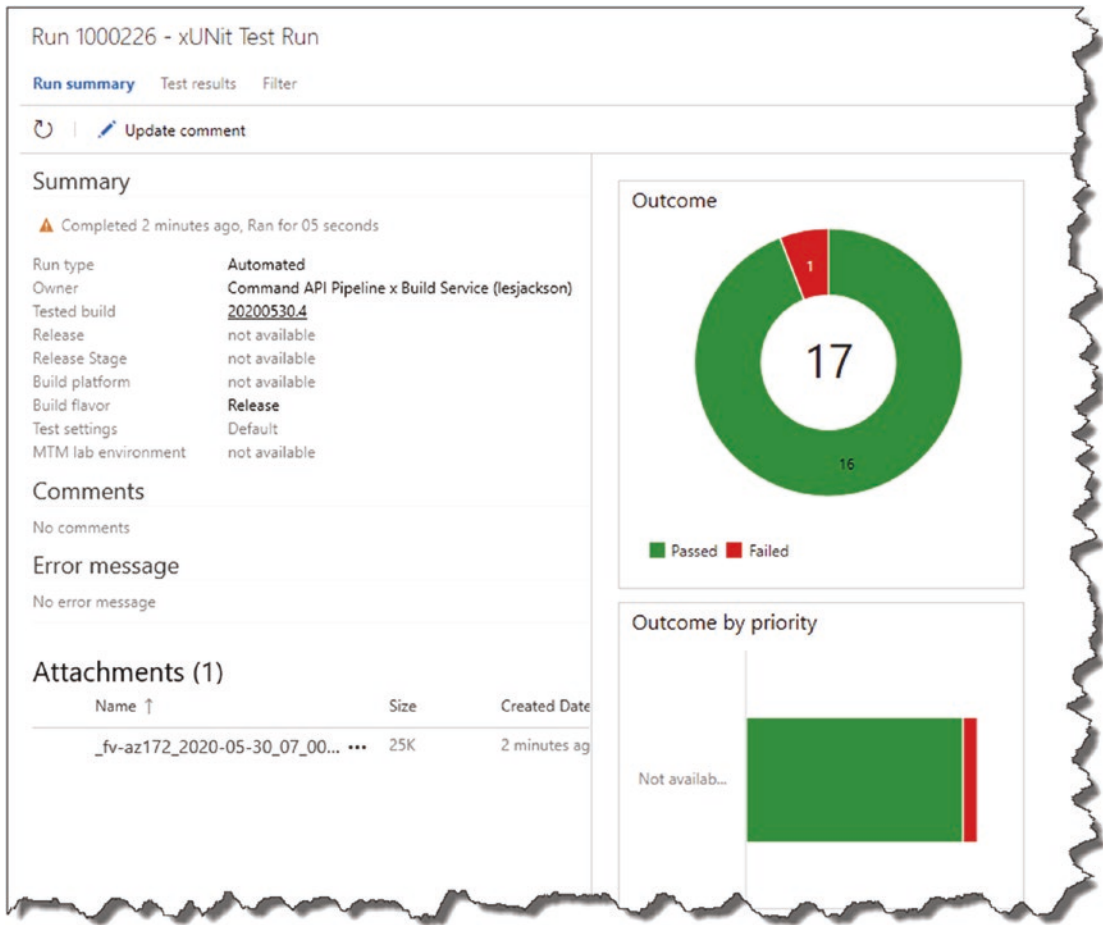 Run 1000226 - xUNit Test Run
Run summary Test results Filter
Update comment
Summary
Completed 2 minutes ago, Ran for 05 seconds
Run type Automated
Owner Command API Pipeline x Build Service (lesjackson)
Tested build 20200530.4
Release not available
Release Stage not available
Build platform not available
Build flavor Release
Test settings Default
MTM lab environment not available
Comments
No comments
Error message
No error message
Attachments (1)
Name ↑ Size Created Date
_fv-az172_2020-05-30_07_00... ••• 25K 2 minutes ag
Outcome
1
17
16
Passed Failed
Outcome by priority
Not availab...